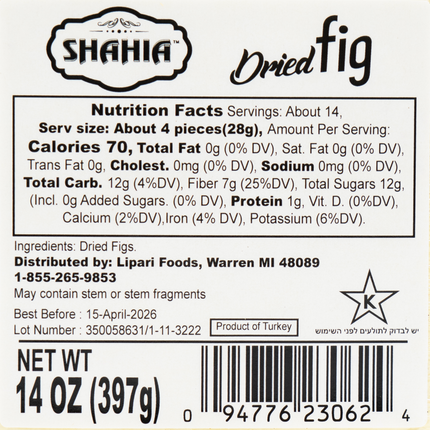 SHAHIA™
Dried fig
Nutrition Facts Servings: About 14,
Serv size: About 4 pieces(28g), Amount Per Serving:
Calories 70, Total Fat 0g (0% DV), Sat. Fat 0g (0% DV),
Trans Fat 0g, Cholest. 0mg (0% DV), Sodium 0mg (0% DV),
Total Carb. 12g (4%DV), Fiber 7g (25%DV), Total Sugars 12g,
(Incl. 0g Added Sugars. (0% DV), Protein 1g, Vit. D. (0%DV),
Calcium (2%DV),Iron (4% DV), Potassium (6%DV).
Ingredients: Dried Figs.
Distributed by: Lipari Foods, Warren MI 48089
1-855-265-9853
May contain stem or stem fragments
Best Before : 15-April-2026
Lot Number : 350058631/1-11-3222
Product of Turkey
K
יש לבדוק לתולעים לפני השימוש
NET WT
14 OZ (397g)
0 94776 23062 4